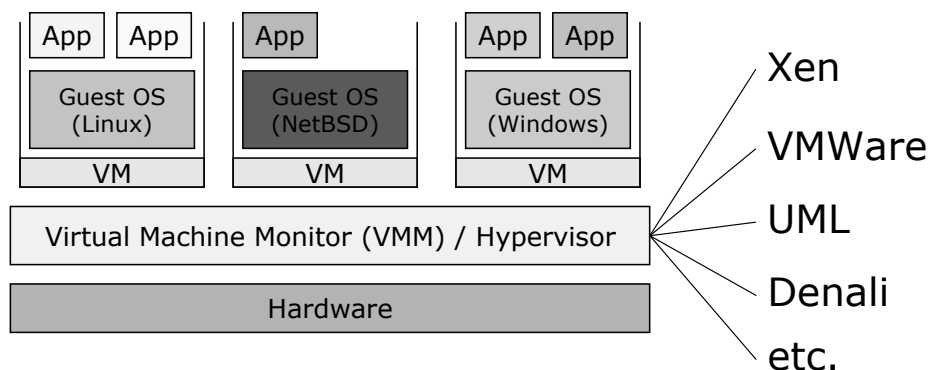 App App
Guest OS
(Linux)
VM
App
Guest OS
(NetBSD)
VM
App App
Guest OS
(Windows)
VM
Virtual Machine Monitor (VMM) / Hypervisor
Hardware
Xen
VMWare
UML
Denali
etc.